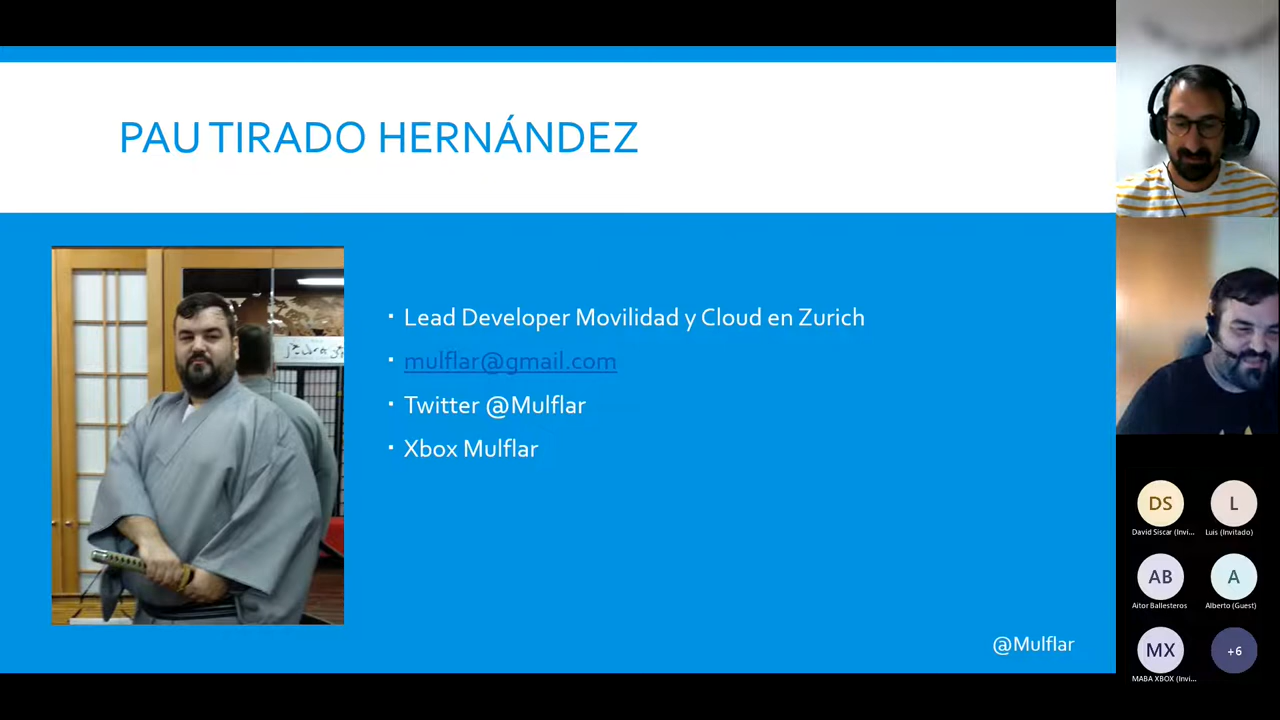 PAU TIRADO HERNÁNDEZ
Lead Developer Movilidad y Cloud en Zurich
mulflar@gmail.com
Twitter @Mulflar
Xbox Mulflar
@Mulflar
DS
L
David Siscar (Invi...
Luis (Invitado)
AB
A
Aitor Ballesteros
Alberto (Guest)
MX
+6
MABA XBOX (Invi...